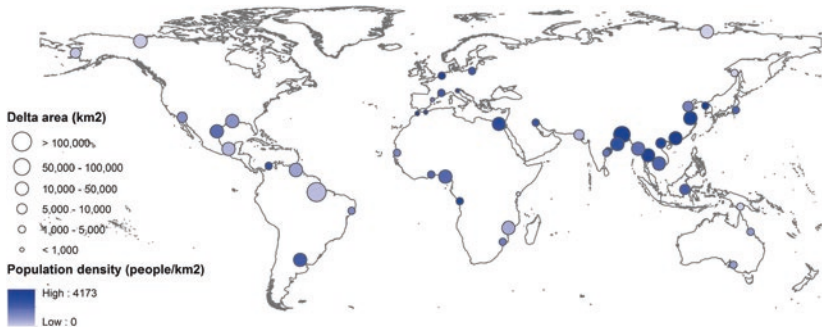 Delta area (km2)
> 100,000
50,000 - 100,000
10,000 - 50,000
5,000 - 10,000
1,000 - 5,000
< 1,000
Population density (people/km2)
High : 4173
Low : 0